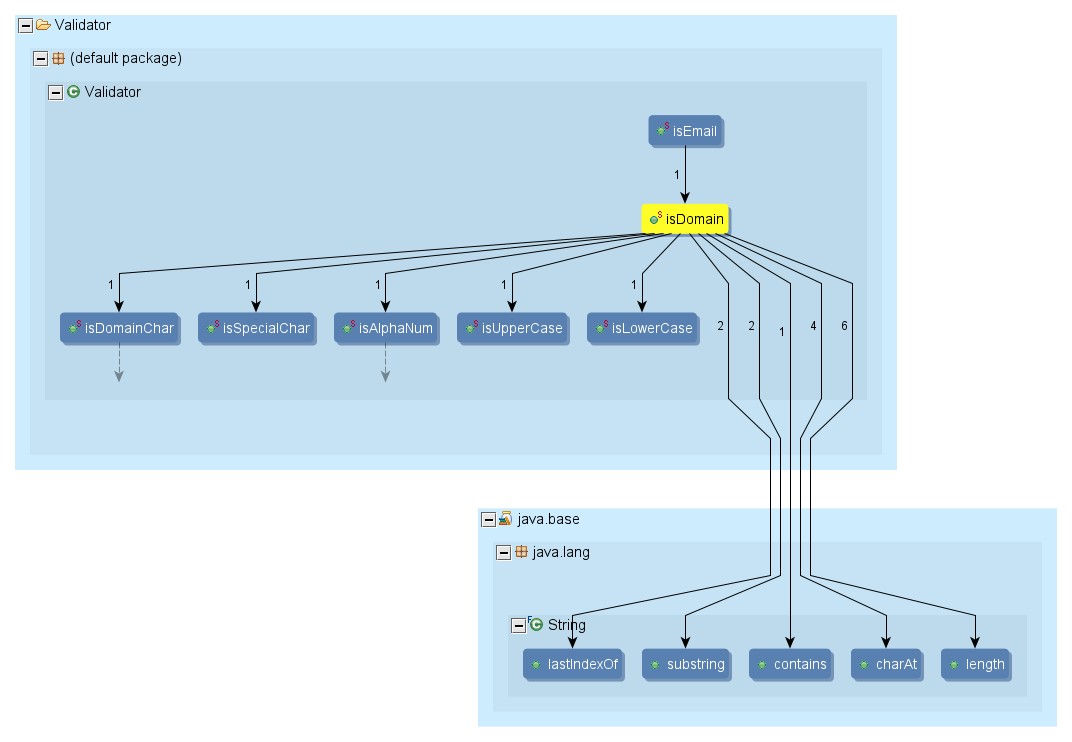 Validator
(default package)
Validator
isEmail
1
isDomain
1 1 1 1 1
isDomainChar isSpecialChar isAlphaNum isUpperCase isLowerCase
2 2 1 4 6
java.base
java.lang
String
lastIndexOf substring contains charAt length